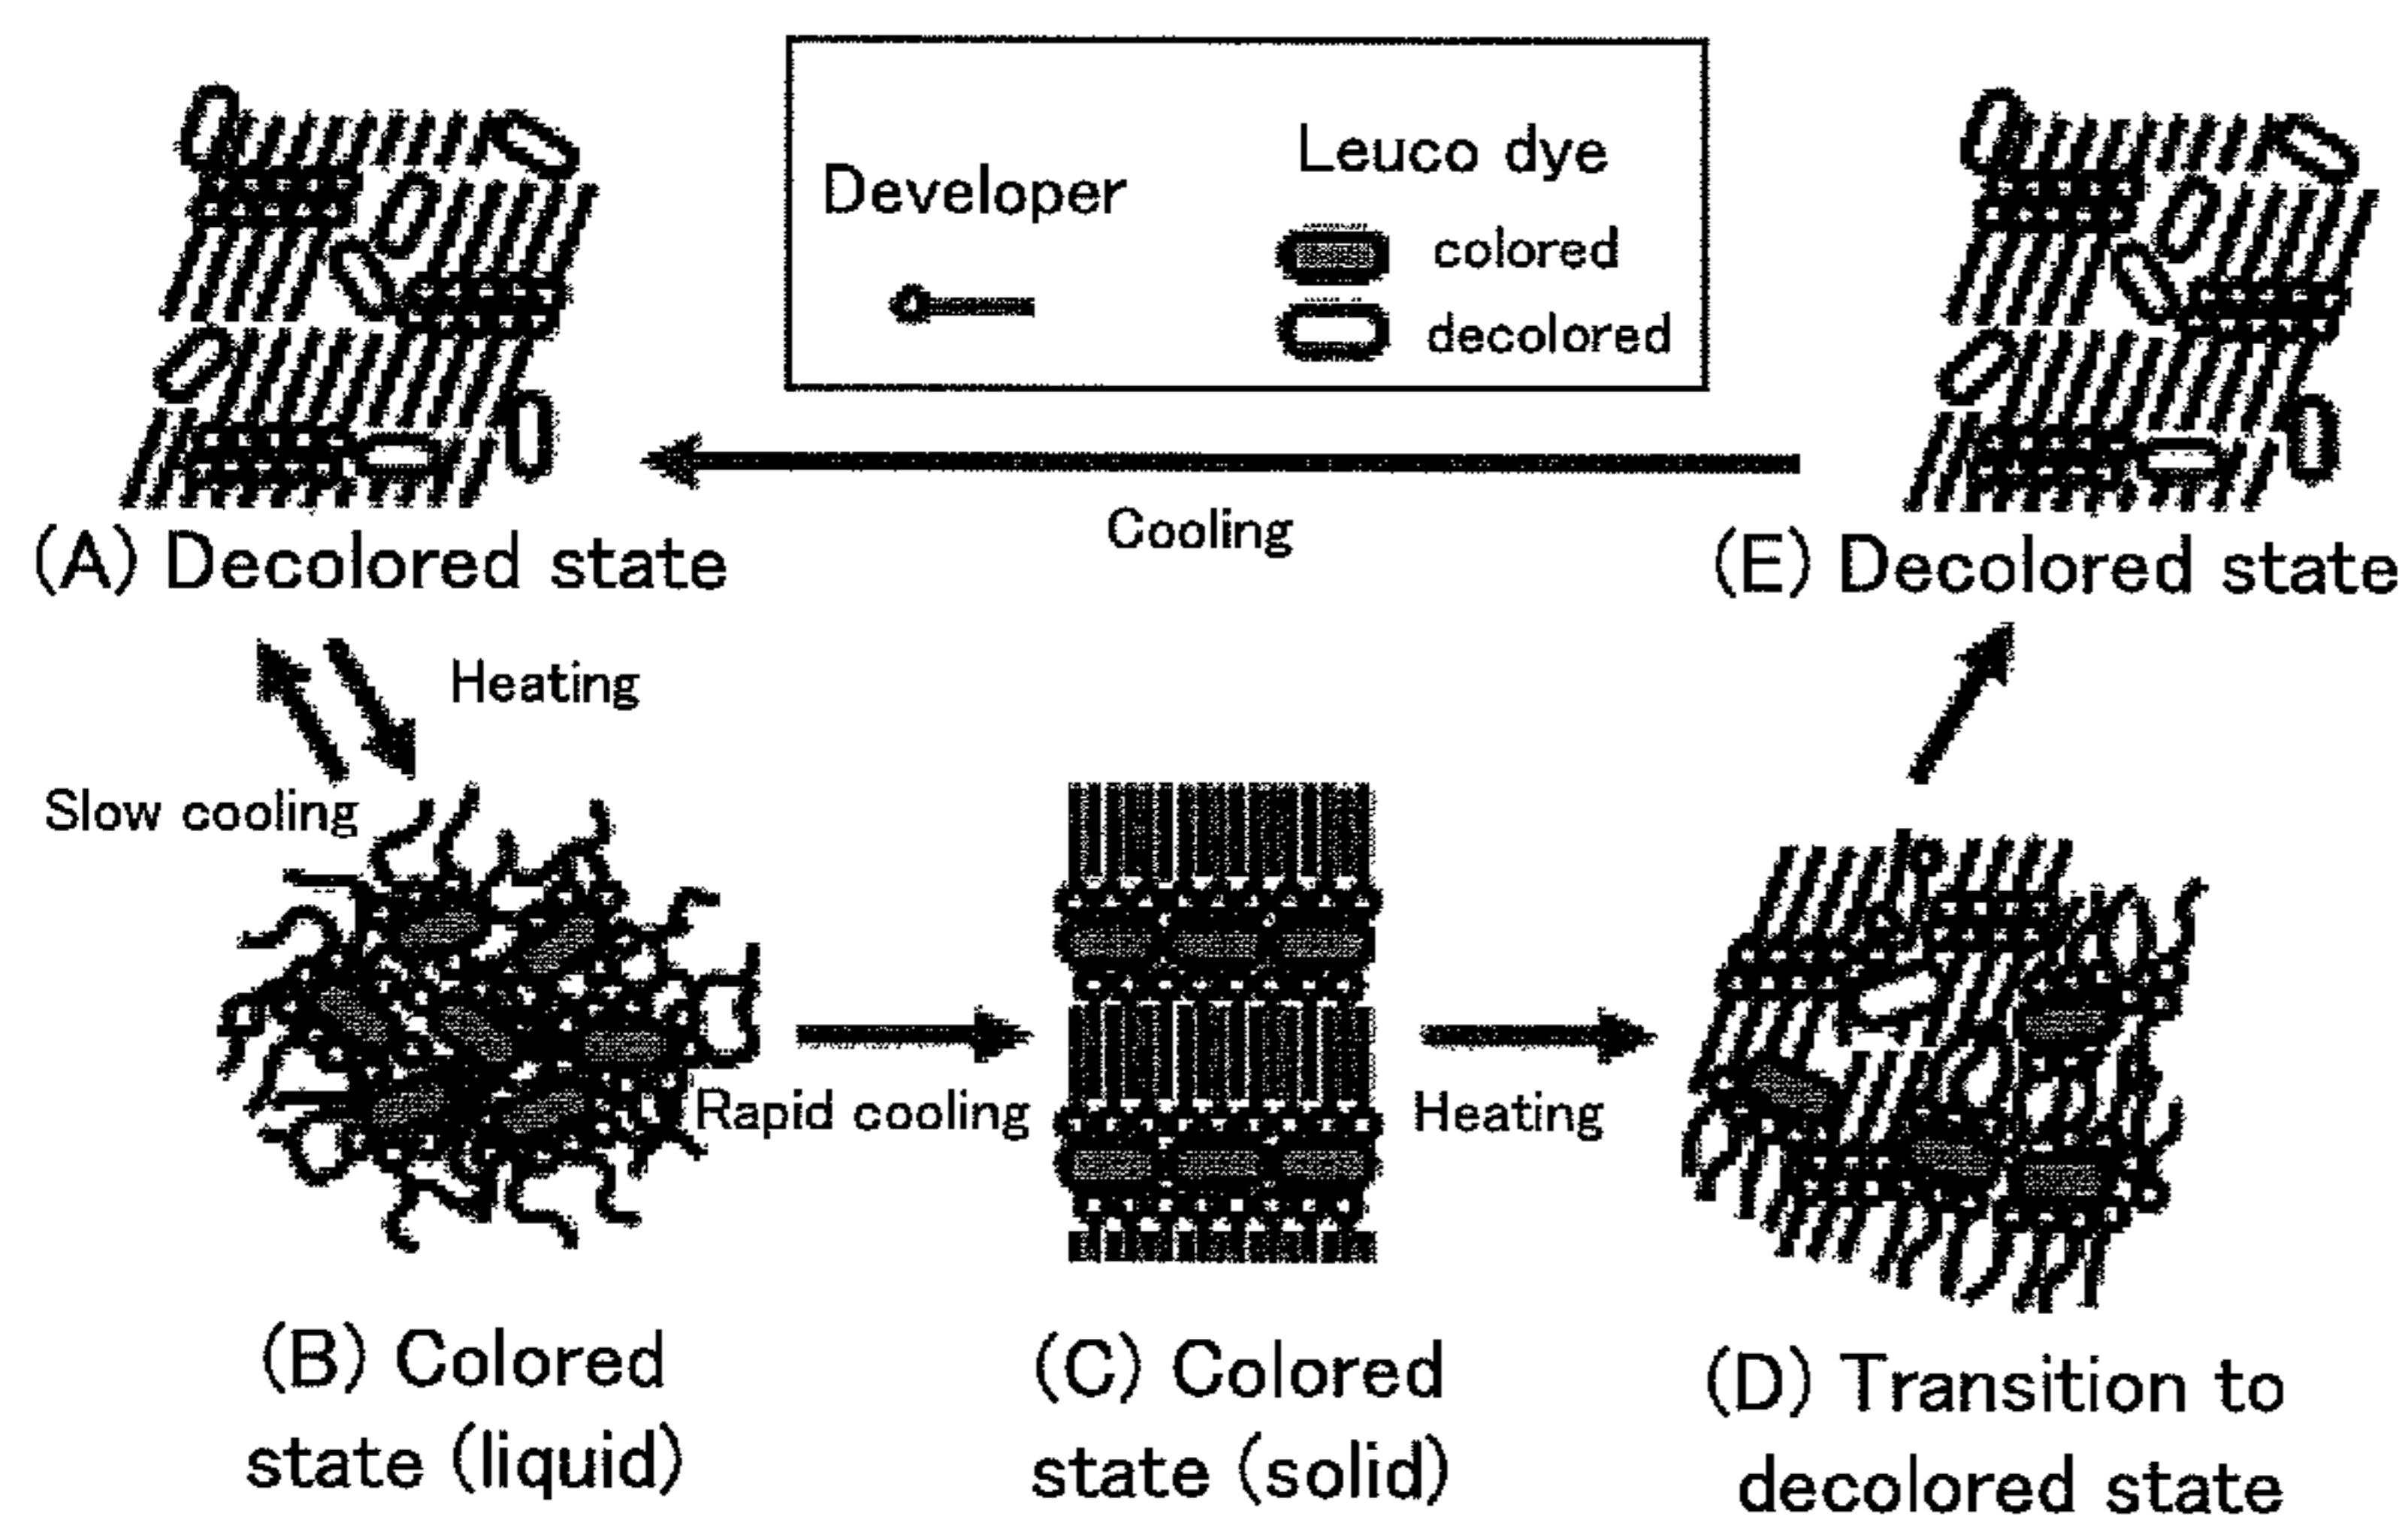 Developer
Leuco dye
colored
decolored
Cooling
(A) Decolored state
(E) Decolored state
Heating
Slow cooling
Rapid cooling
Heating
(B) Colored
state (liquid)
(C) Colored
state (solid)
(D) Transition to
decolored state